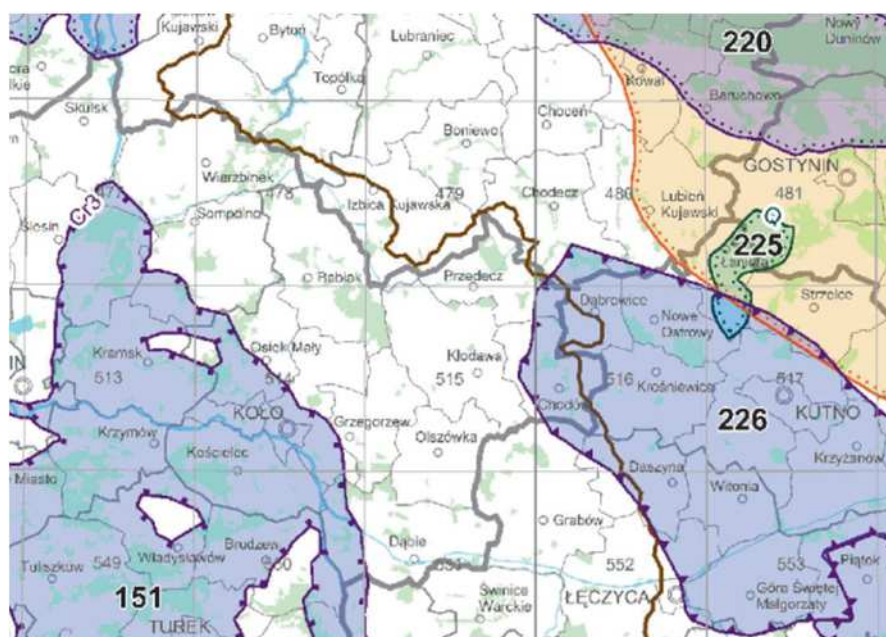 Kujawski
Bytoń
Lubraniec
Nowy
Duninów
220
Topólka
Kowal
Baruchowo
Skulsk
Choceń
Boniewo
GOSTYNIN
Wierzbinek
478
Izbica Kujawska
479
Chodecz
480
Lubień
Kujawski
481
Cr3
Sompolno
Q
225
Ślesin
Babiak
Przedecz
Dąbrowice
Nowe
Ostrowy
Strzelce
Kramsk
Osiek Mały
Kłodawa
513
514
515
516
517
Krośniewice
Chodów
KOŁO
226
KUTNO
Grzegorzew
Krzymów
Kościelec
Olszówka
Krzyżanów
Miasto
Daszyna
Witonia
Grabów
Władysławów
Brudzew
Dąbie
549
552
553
Piątek
Tuliszków
151
Świnice
Warckie
ŁĘCZYCA
Góra Świętej
Małgorzaty
TUREK